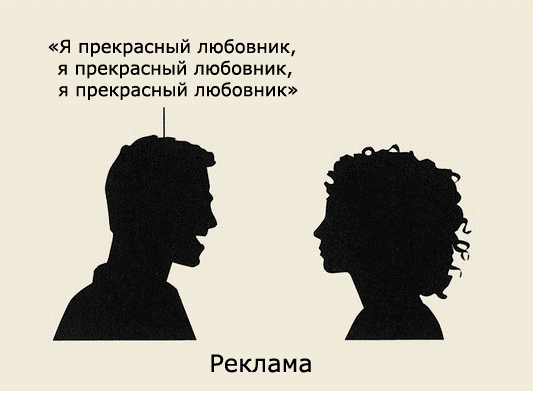 «Я прекрасный любовник,
я прекрасный любовник,
я прекрасный любовник»
Реклама